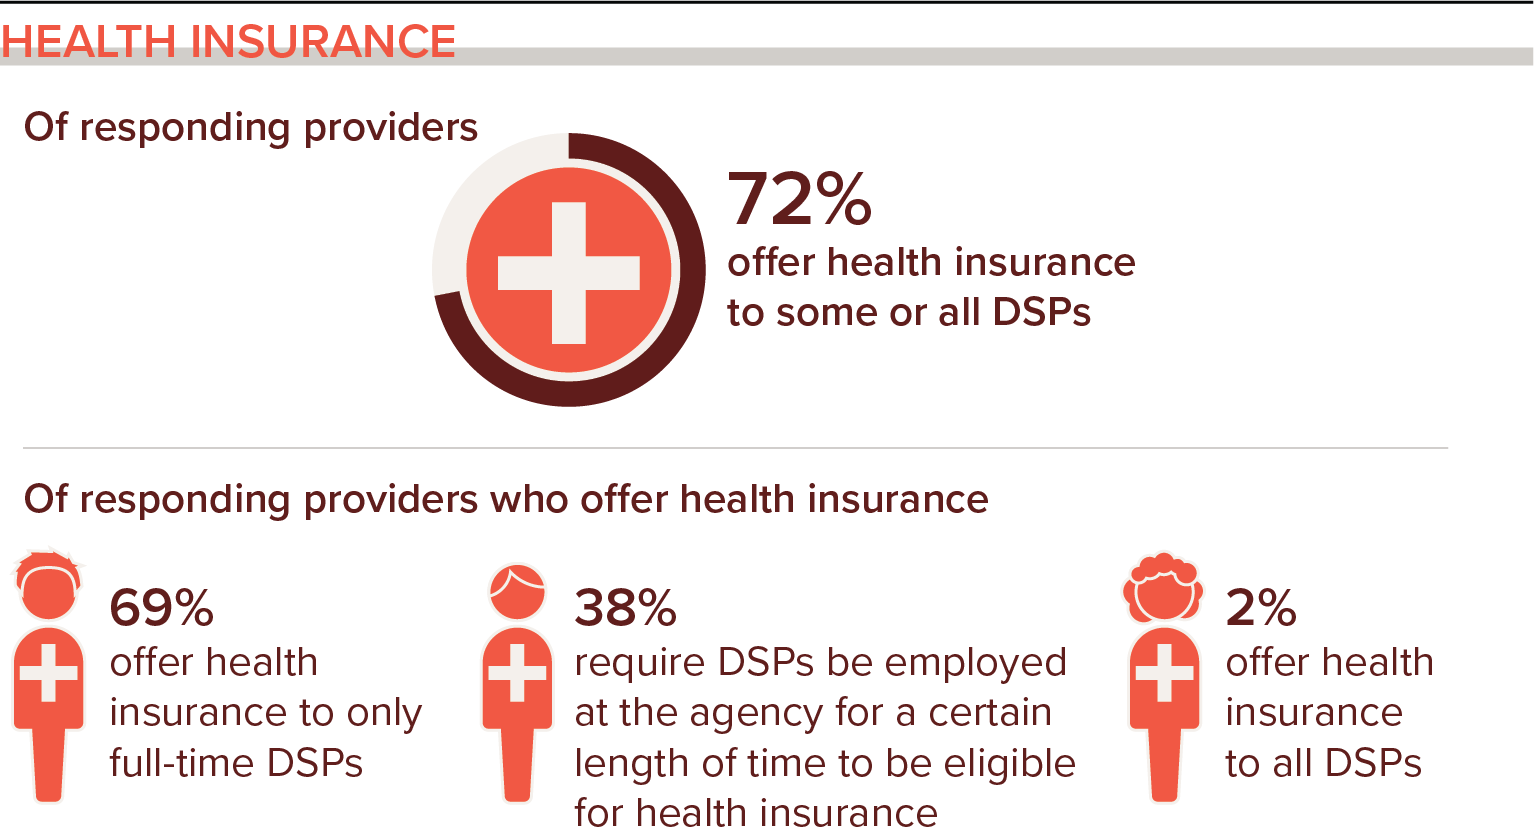 HEALTH INSURANCE
Of responding providers
72%
offer health insurance
to some or all DSPs
Of responding providers who offer health insurance
69%
offer health
insurance to only
full-time DSPs
38%
require DSPs be employed
at the agency for a certain
length of time to be eligible
for health insurance
2%
offer health
insurance
to all DSPs